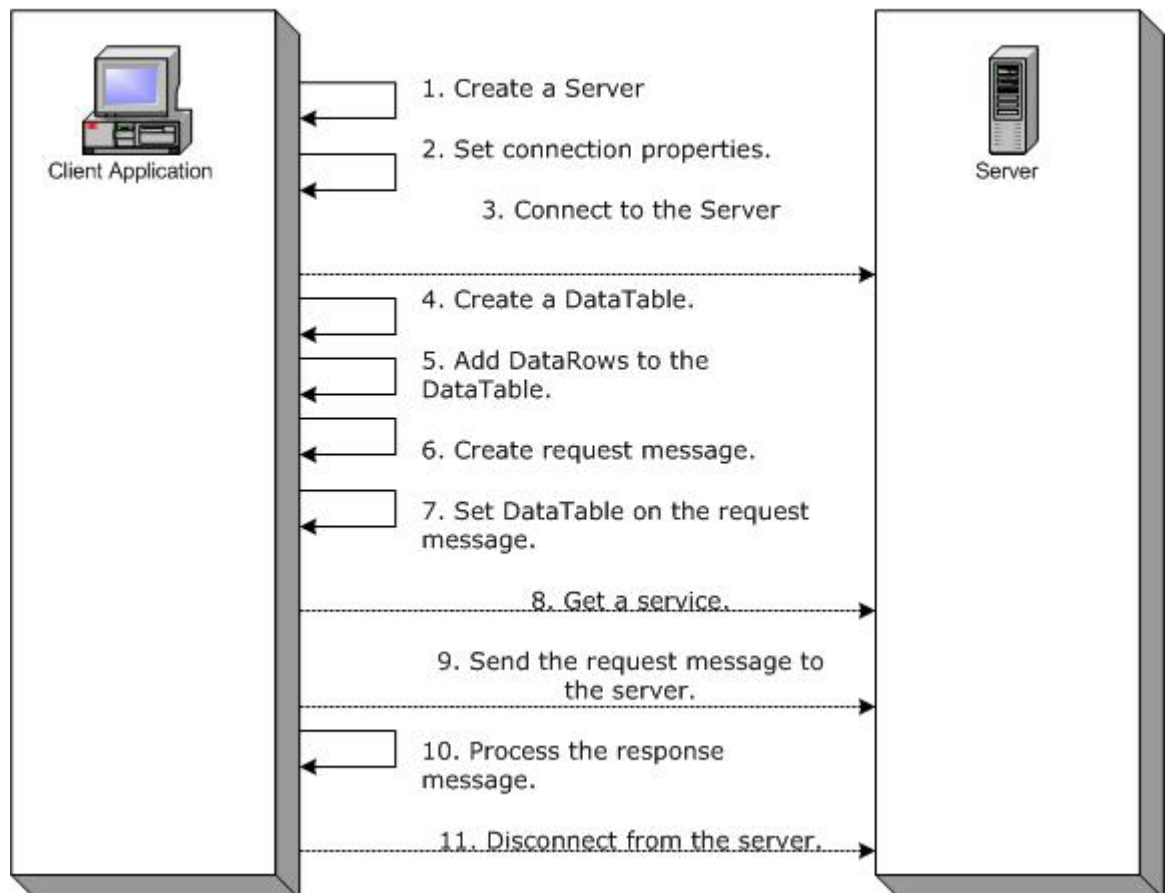 1. Create a Server
2. Set connection properties.
Client Application
Server
3. Connect to the Server
4. Create a DataTable.
5. Add DataRows to the
DataTable.
6. Create request message.
7. Set DataTable on the request
message.
8. Get a service.
9. Send the request message to
the server.
10. Process the response
message.
11. Disconnect from the server.